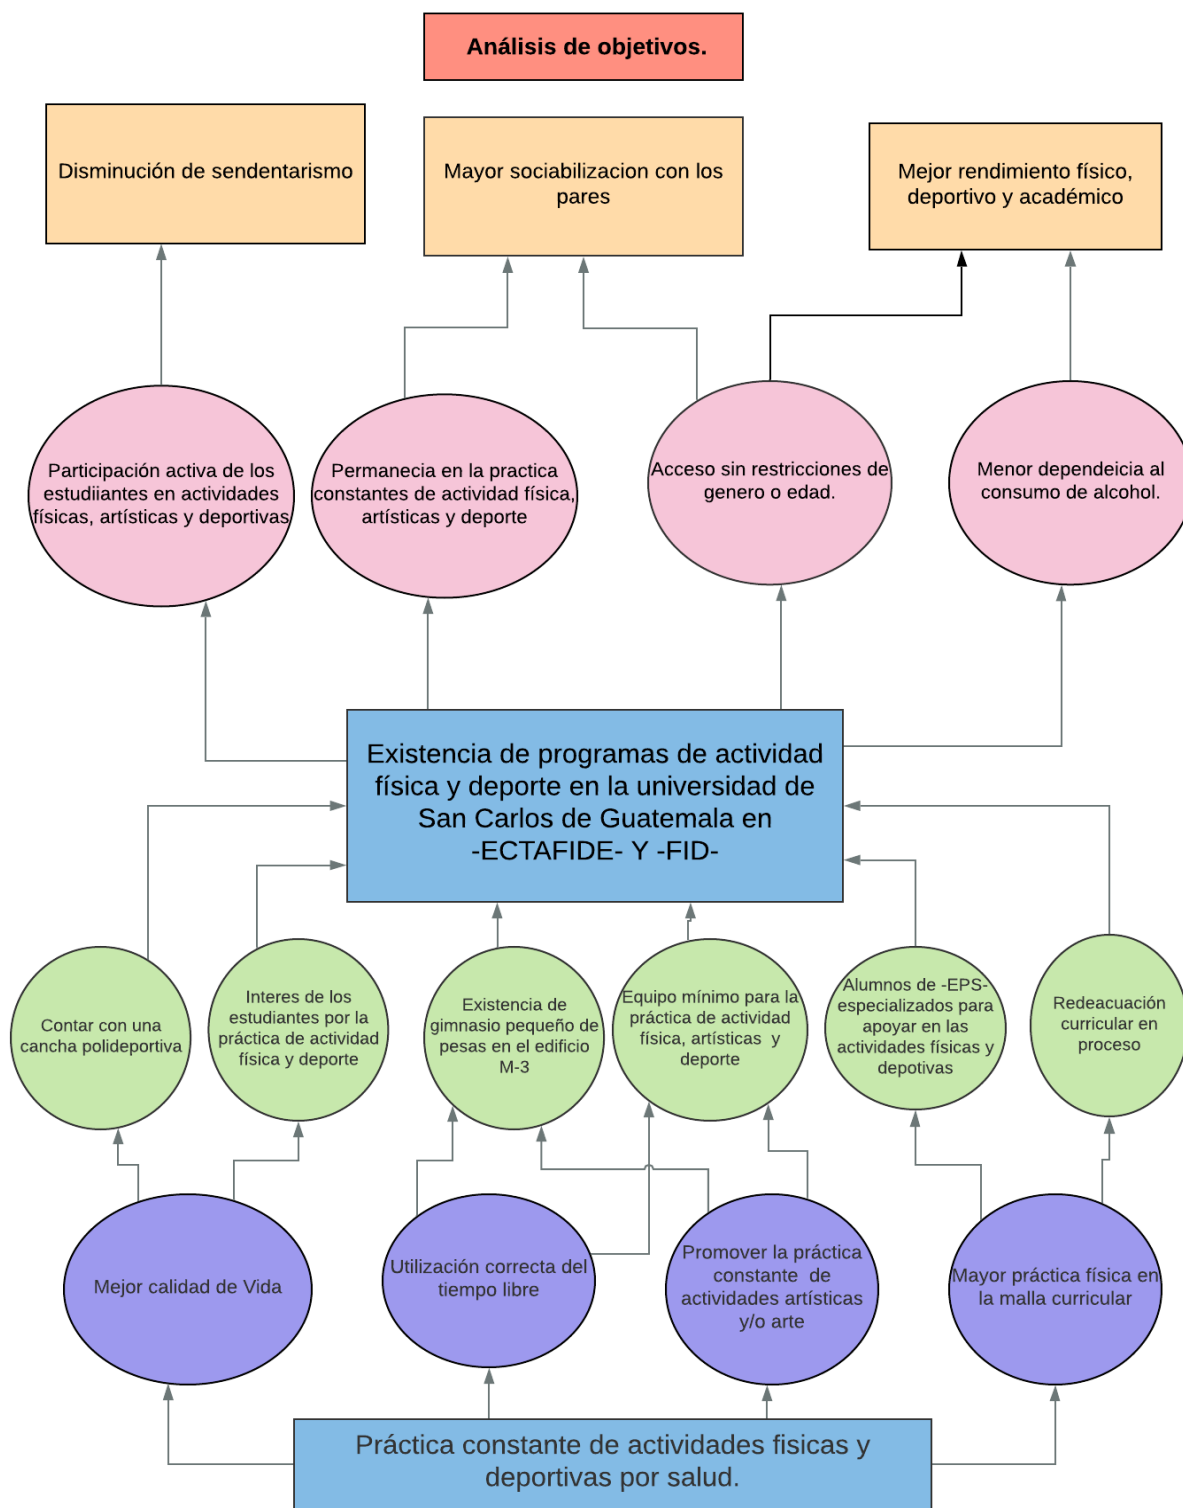 Análisis de objetivos.
Disminución de sendentarismo
Mayor sociabilizacion con los
pares
Mejor rendimiento físico,
deportivo y académico
Participación activa de los
estudiiantes en actividades
físicas, artísticas y deportivas
Permanecia en la practica
constantes de actividad física,
artísticas y deporte
Acceso sin restricciones de
genero o edad.
Menor dependeicia al
consumo de alcohol.
Existencia de programas de actividad
física y deporte en la universidad de
San Carlos de Guatemala en
-ECTAFIDE- Y -FID-
Contar con una
cancha polideportiva
Interes de los
estudiantes por la
práctica de actividad
física y deporte
Existencia de
gimnasio pequeño de
pesas en el edificio
M-3
Equipo mínimo para la
práctica de actividad
física, artísticas y
deporte
Alumnos de -EPS-
especializados para
apoyar en las
actividades físicas y
depotivas
Redeacuación
curricular en
proceso
Mejor calidad de Vida
Utilización correcta del
tiempo libre
Promover la práctica
constante de
actividades artísticas
y/o arte
Mayor práctica física en
la malla curricular
Práctica constante de actividades fisicas y
deportivas por salud.